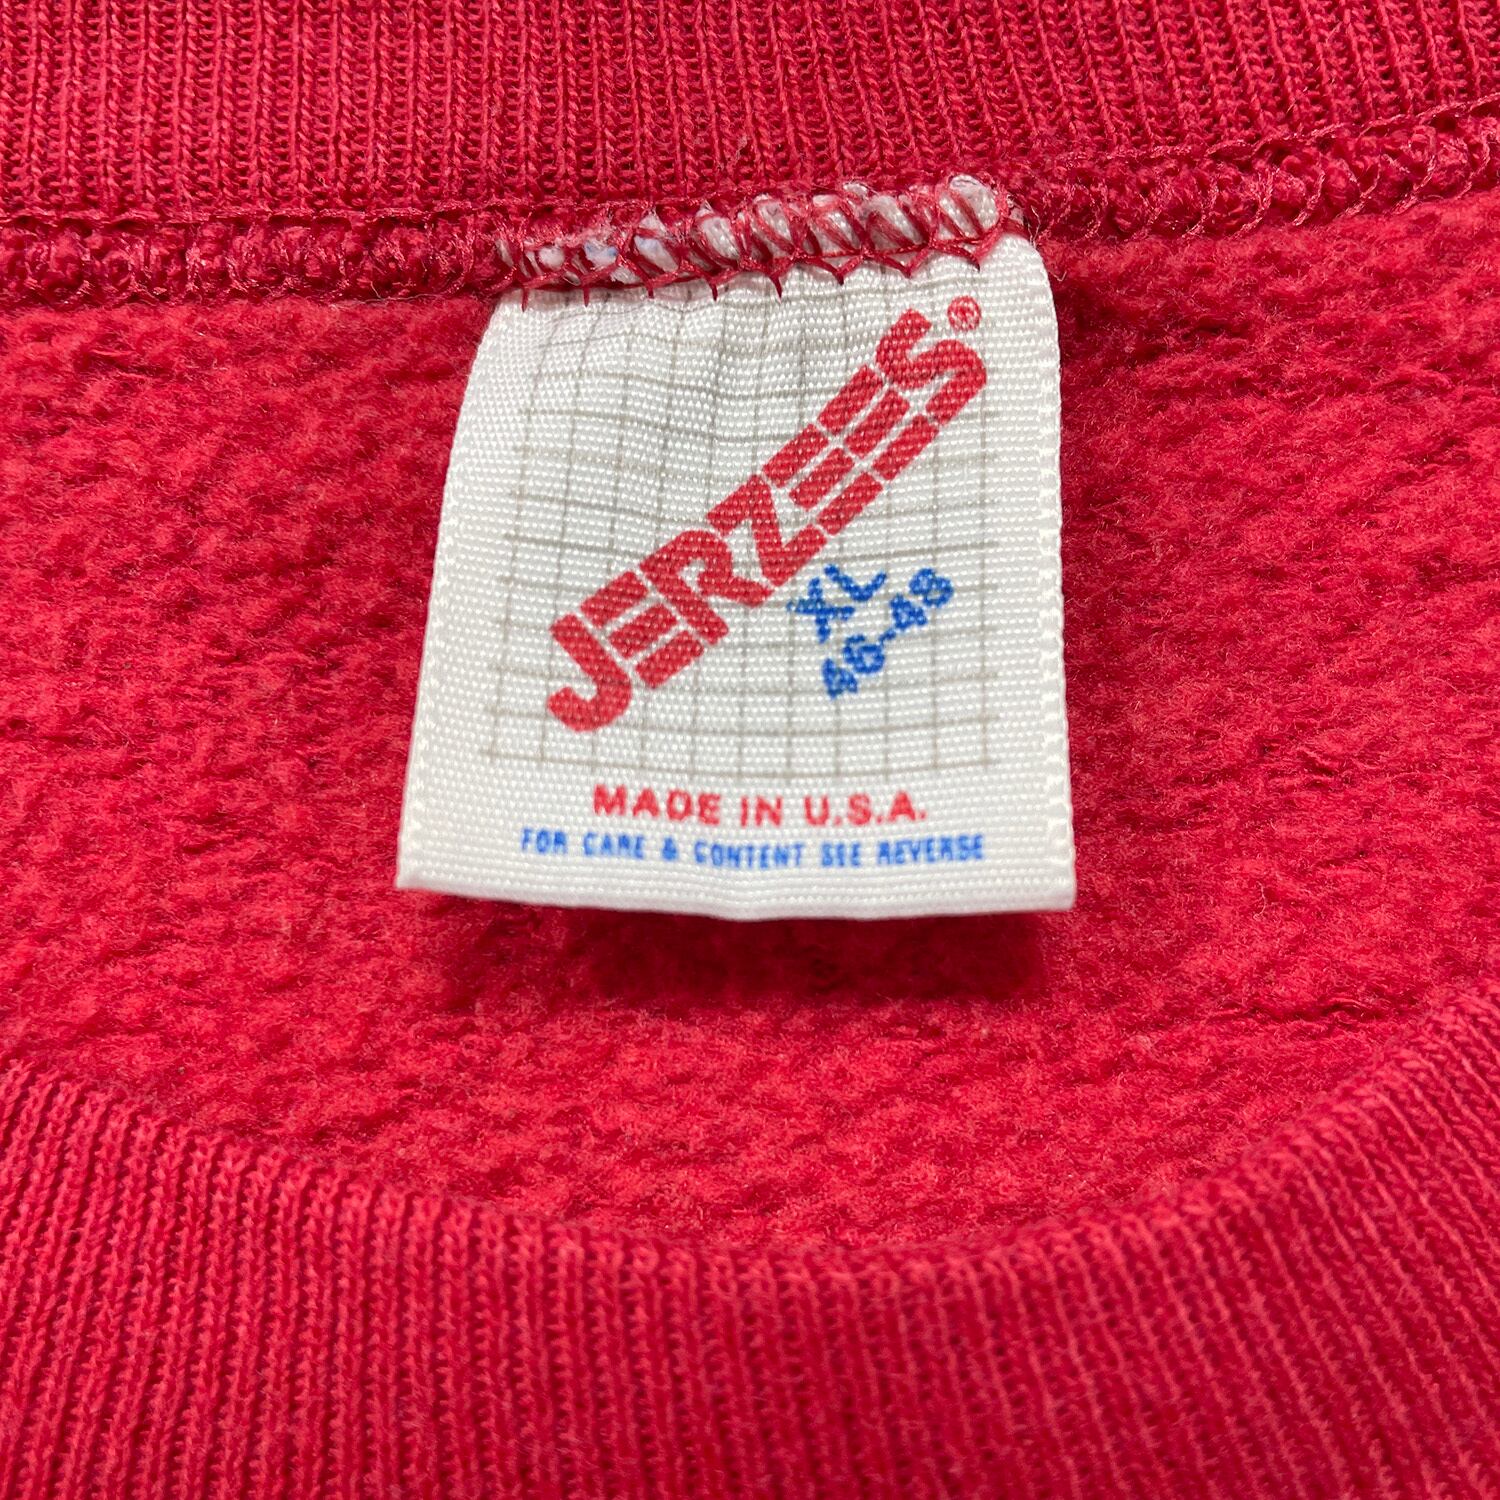 JERZEES®
XL
46-48
MADE IN U.S.A.
FOR CARE & CONTENT SEE REVERSE